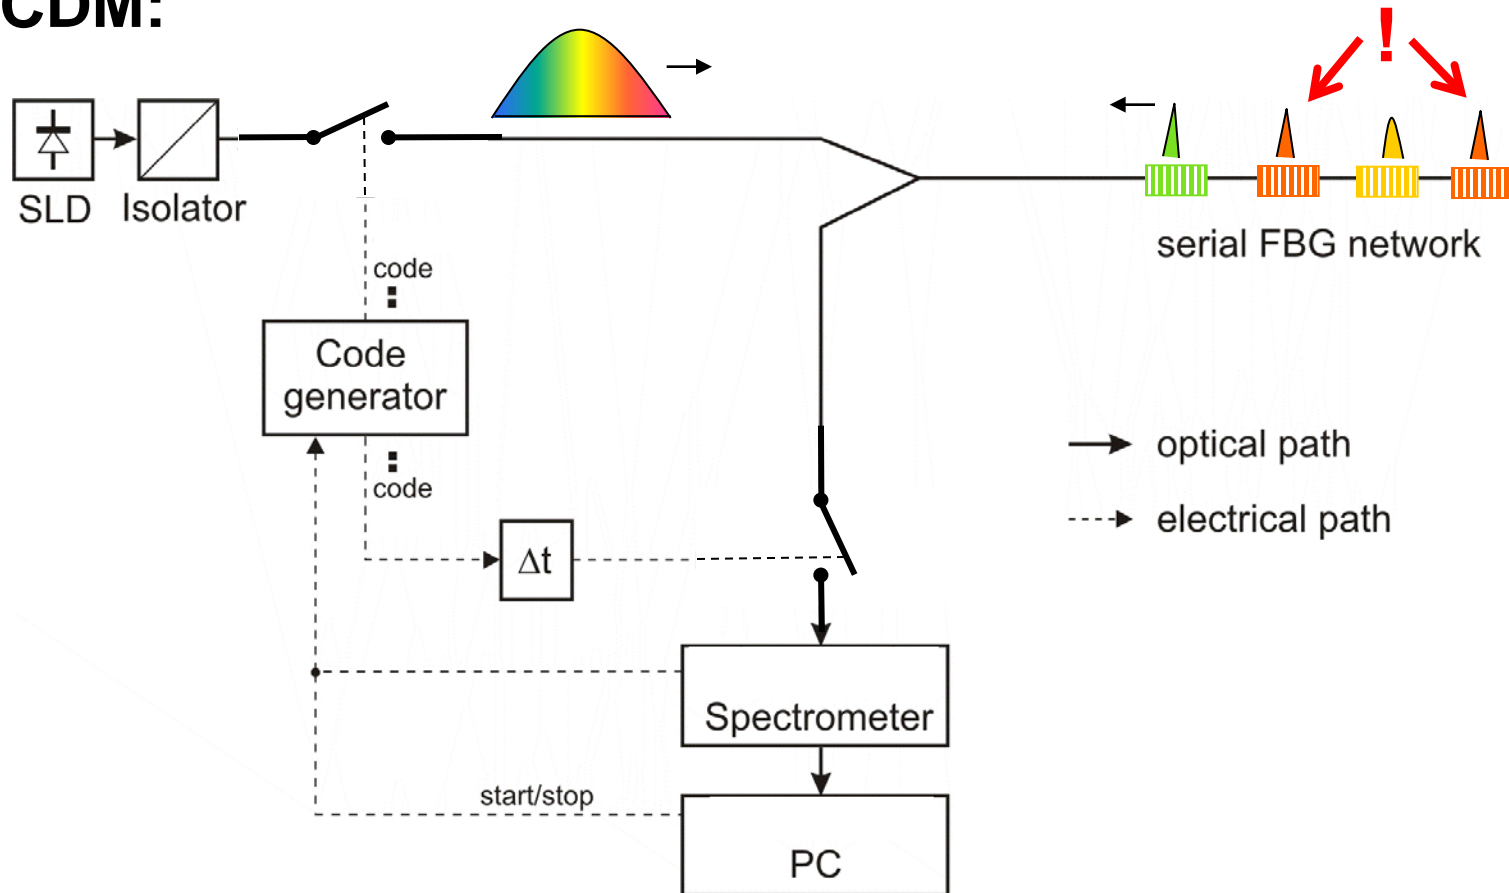 CDM:
!
SLD
Isolator
serial FBG network
code
Code
generator
code
optical path
electrical path
Δt
Spectrometer
start/stop
PC